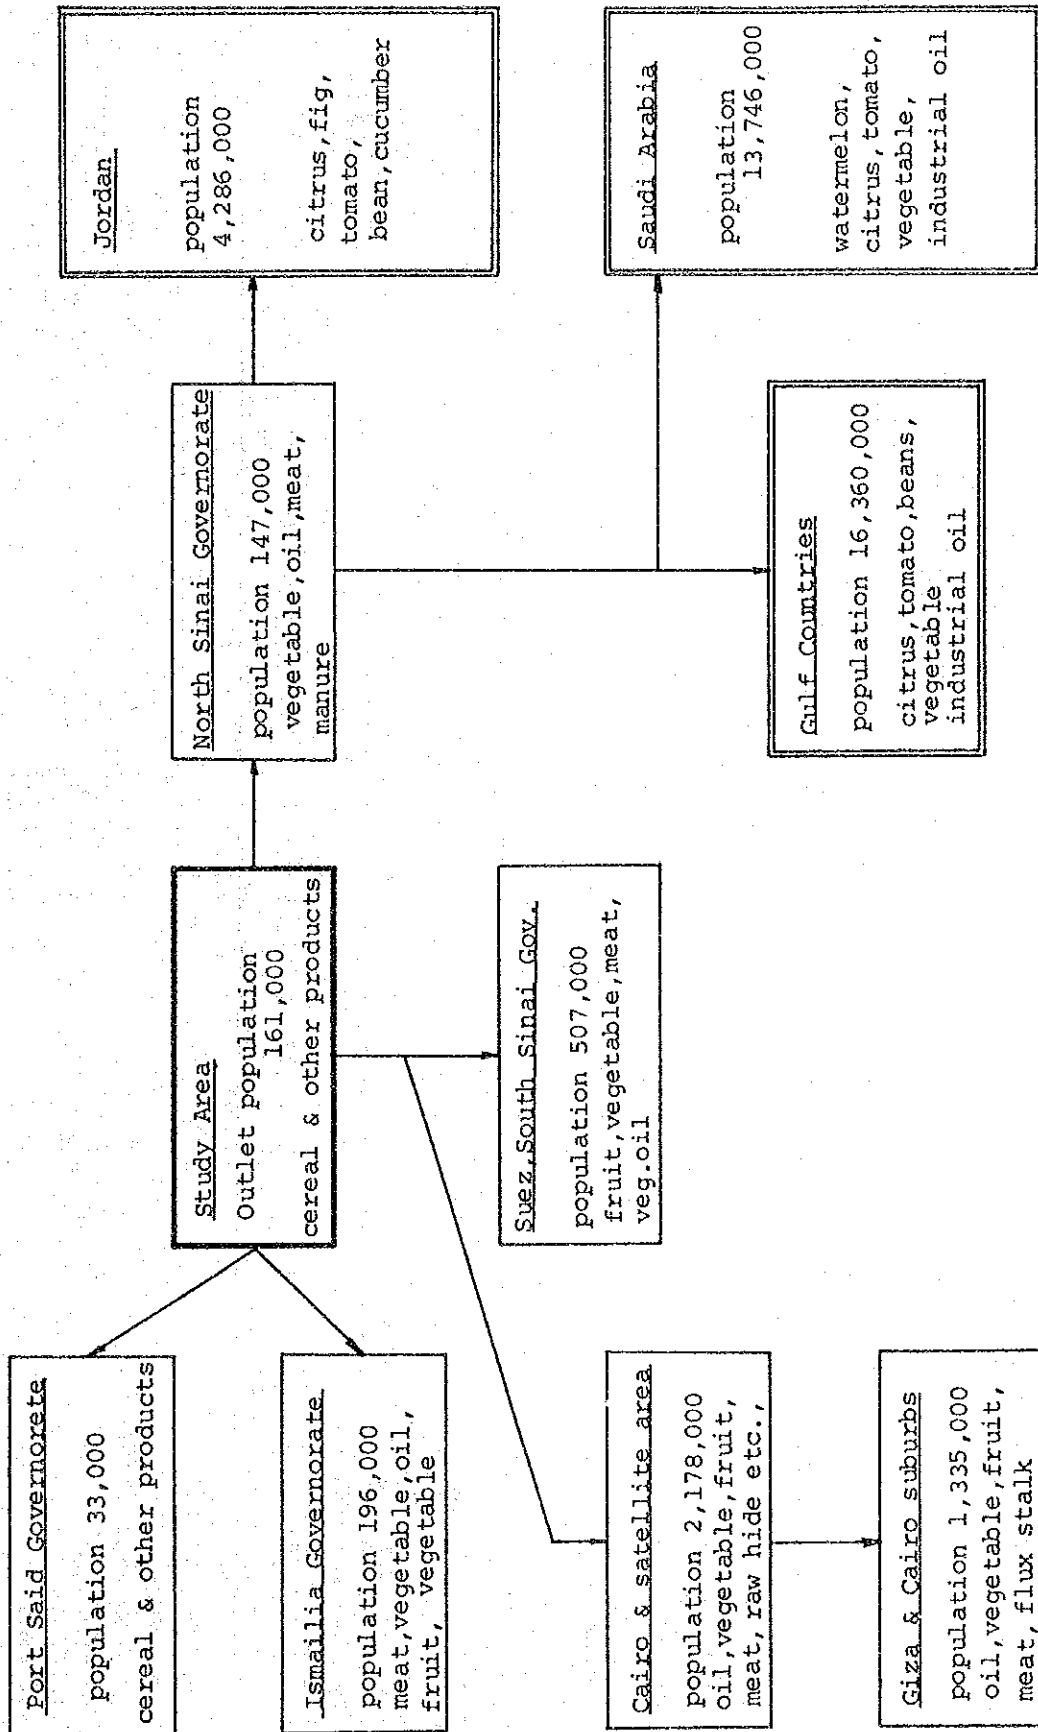 Port Said Governorete
population 33,000
cereal & other products
Ismailia Governorate
population 196,000
meat,vegetable,oil,
fruit, vegetable
Cairo & satellite area
population 2,178,000
oil,vegetable,fruit,
meat,raw hide etc.,
Giza & Cairo suburbs
population 1,335,000
oil,vegetable,fruit,
meat, flux stalk
Study Area
Outlet population
161,000
cereal & other products
Suez,South Sinai Gov.
population 507,000
fruit,vegetable,meat,
veg.oil
North Sinai Governorate
population 147,000
vegetable,oil,meat,
manure
Gulf Countries
population 16,360,000
citrus,tomato,beans,
vegetable
industrial oil
Jordan
population
4,286,000
citrus,fig,
tomato,
bean,cucumber
Saudi Arabia
population
13,746,000
watermelon,
citrus,tomato,
vegetable,
industrial oil